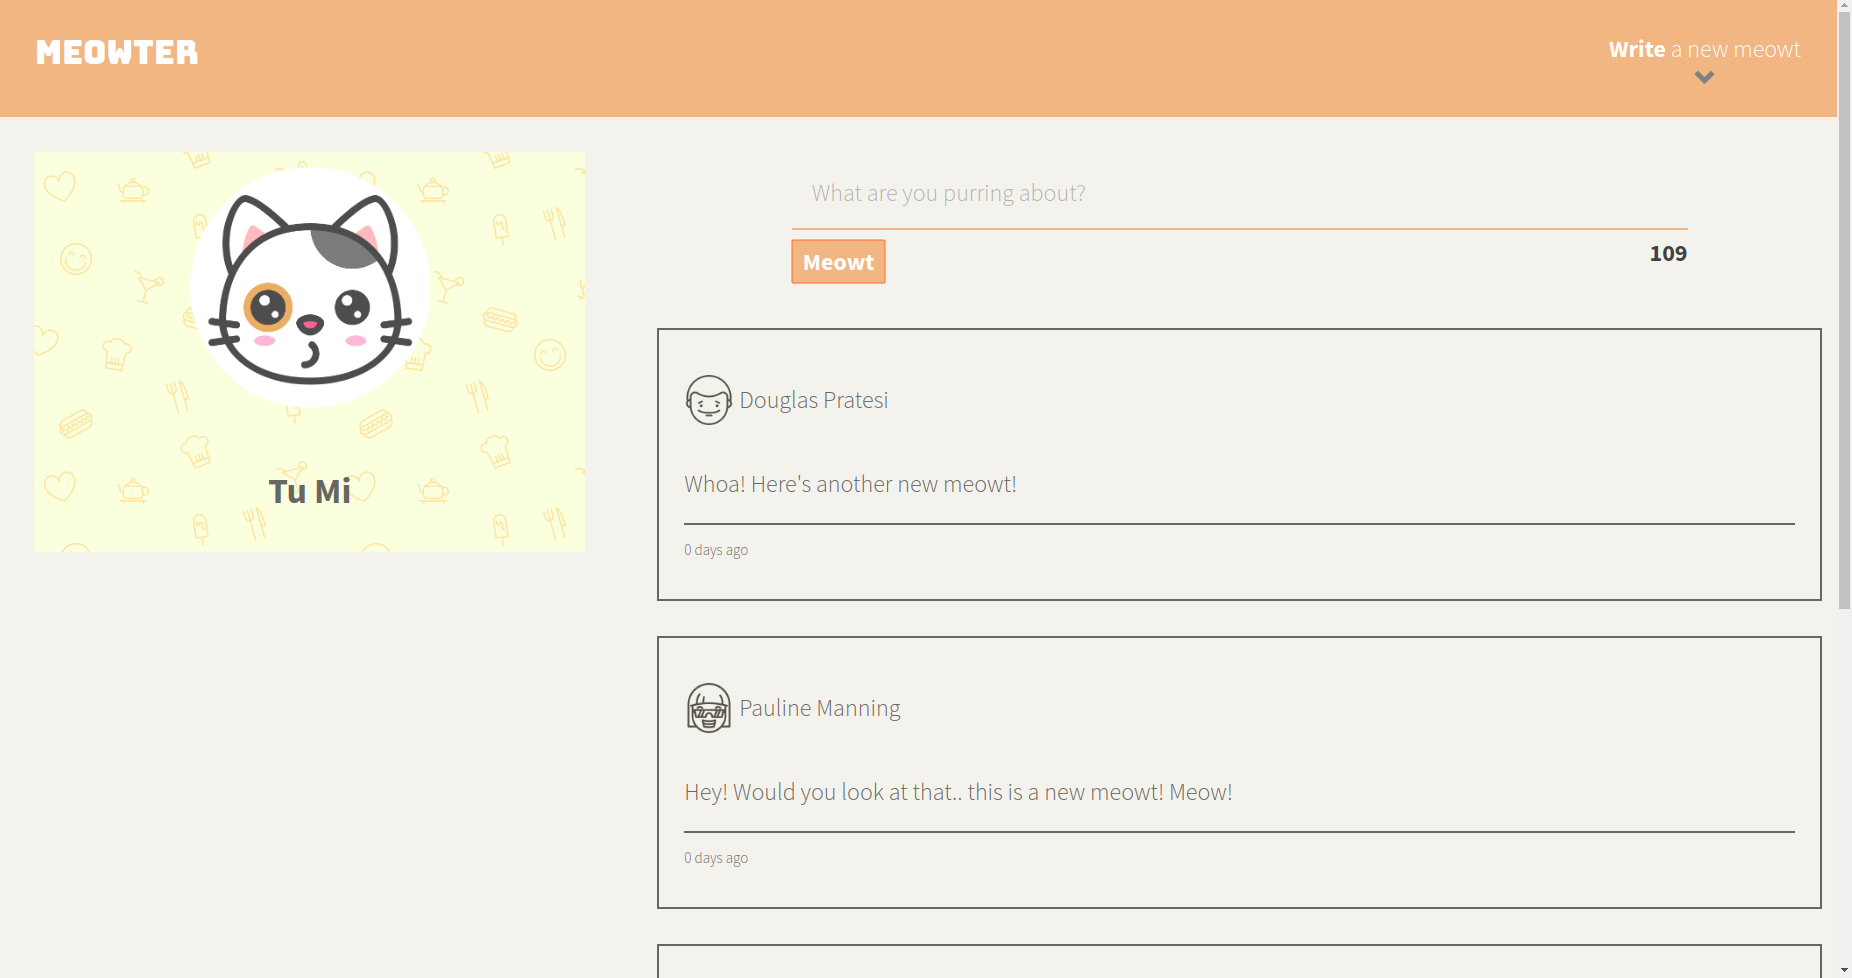 MEOWTER
Write a new meowt
Tu Mi
What are you purring about?
Meowt
109
Douglas Pratesi
Whoa! Here's another new meowt!
0 days ago
Pauline Manning
Hey! Would you look at that.. this is a new meowt! Meow!
0 days ago